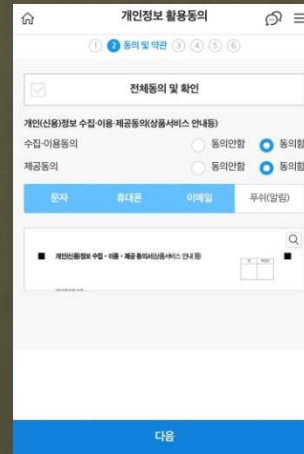 개인정보 활용동의
1 2 동의 및 약관 3 4 5 6
전체동의 및 확인
개인(신용)정보 수집·이용·제공동의(상품서비스 안내등)
수집·이용동의 동의안함 동의함
제공동의 동의안함 동의함
문자 휴대폰 이메일 푸쉬(알림)
개인(신용)정보 수집·이용·제공 동의서(상품서비스 안내 등)
다음